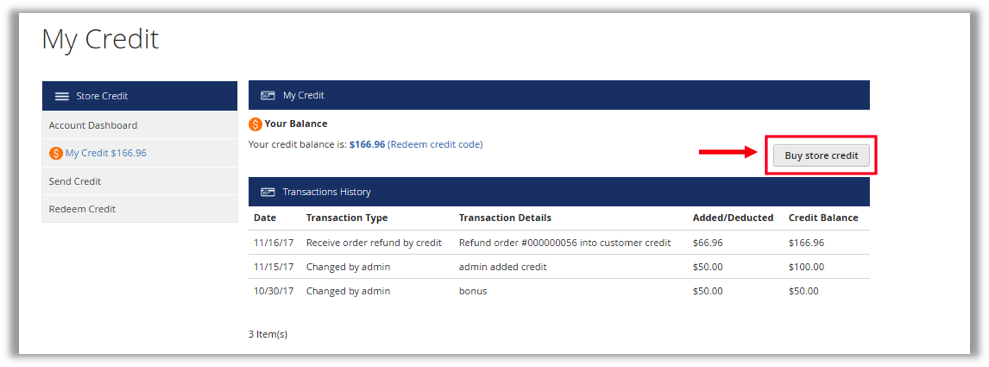 My Credit
Store Credit
Account Dashboard
My Credit $166.96
Send Credit
Redeem Credit
My Credit
Your Balance
Your credit balance is: $166.96 (Redeem credit code)
Buy store credit
Transactions History
Date Transaction Type Transaction Details Added/Deducted Credit Balance
11/16/17 Receive order refund by credit Refund order #000000056 into customer credit $66.96 $166.96
11/15/17 Changed by admin admin added credit $50.00 $100.00
10/30/17 Changed by admin bonus $50.00 $50.00
3 Item(s)